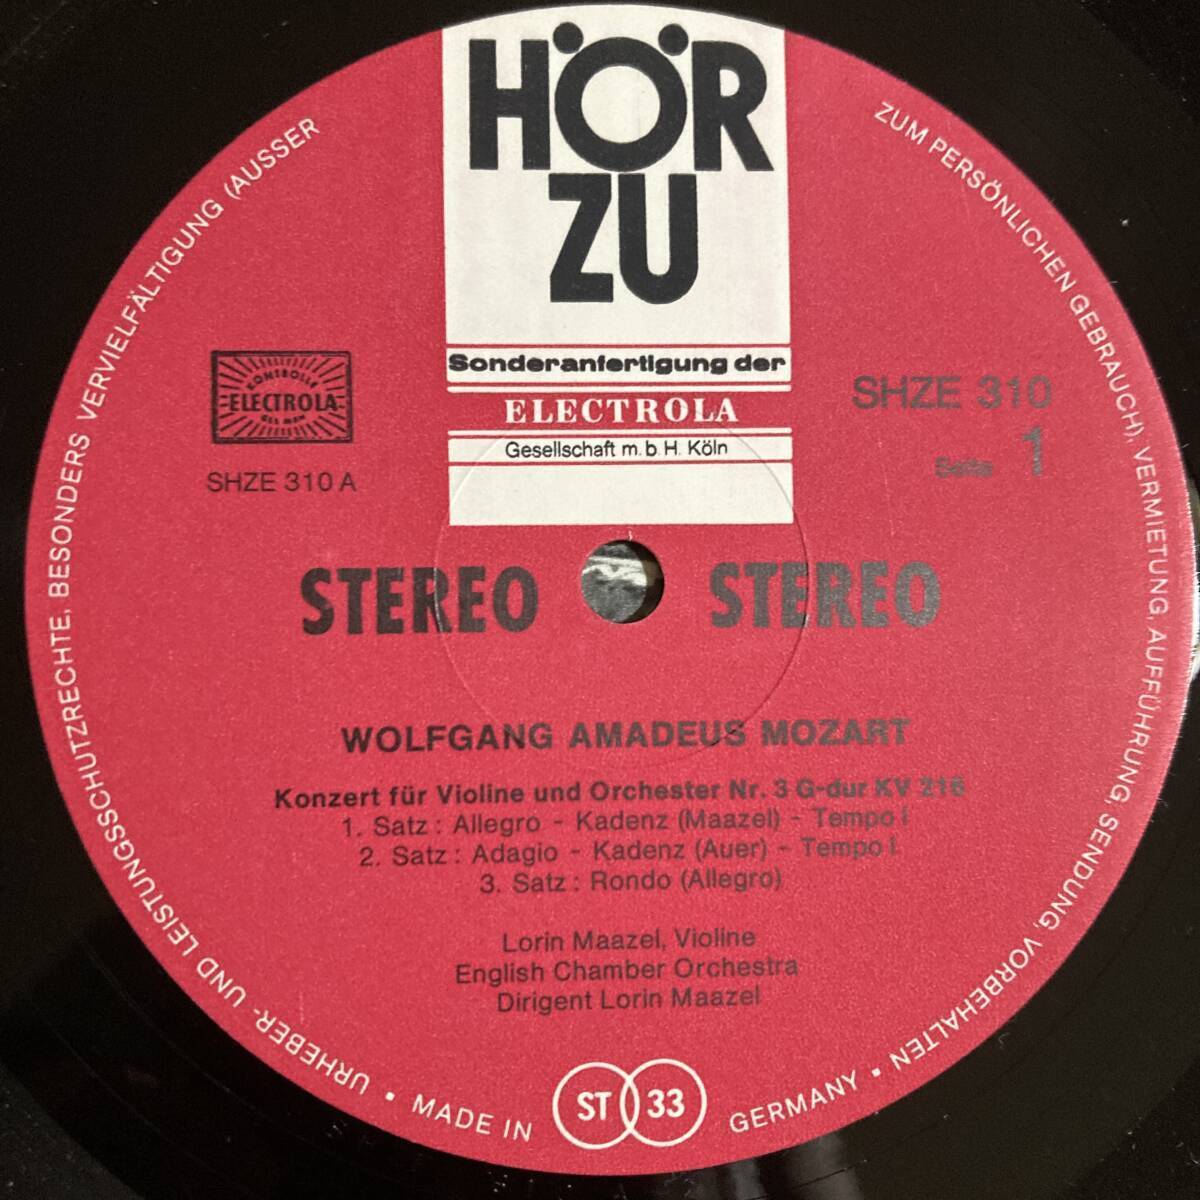 HÖR
ZU
Sonderanfertigung der
ELECTROLA
Gesellschaft m.b.H. Köln
KONTROLLE
ELECTROLA
SHZE 310 A
SHZE 310
Seite 1
STEREO STEREO
WOLFGANG AMADEUS MOZART
Konzert für Violine und Orchester Nr. 3 G-dur KV 216
1. Satz: Allegro - Kadenz (Maazel) - Tempo I
2. Satz: Adagio - Kadenz (Auer) - Tempo I
3. Satz: Rondo (Allegro)
Lorin Maazel, Violine
English Chamber Orchestra
Dirigent Lorin Maazel
URHEBER- UND LEISTUNGSSCHUTZRECHTE, BESONDERS VERVIELFÄLTIGUNG (AUSSER ZUM PERSÖNLICHEN GEBRAUCH), VERMIETUNG, AUFFÜHRUNG, SENDUNG, VORBEHALTEN
• MADE IN ST 33 GERMANY •